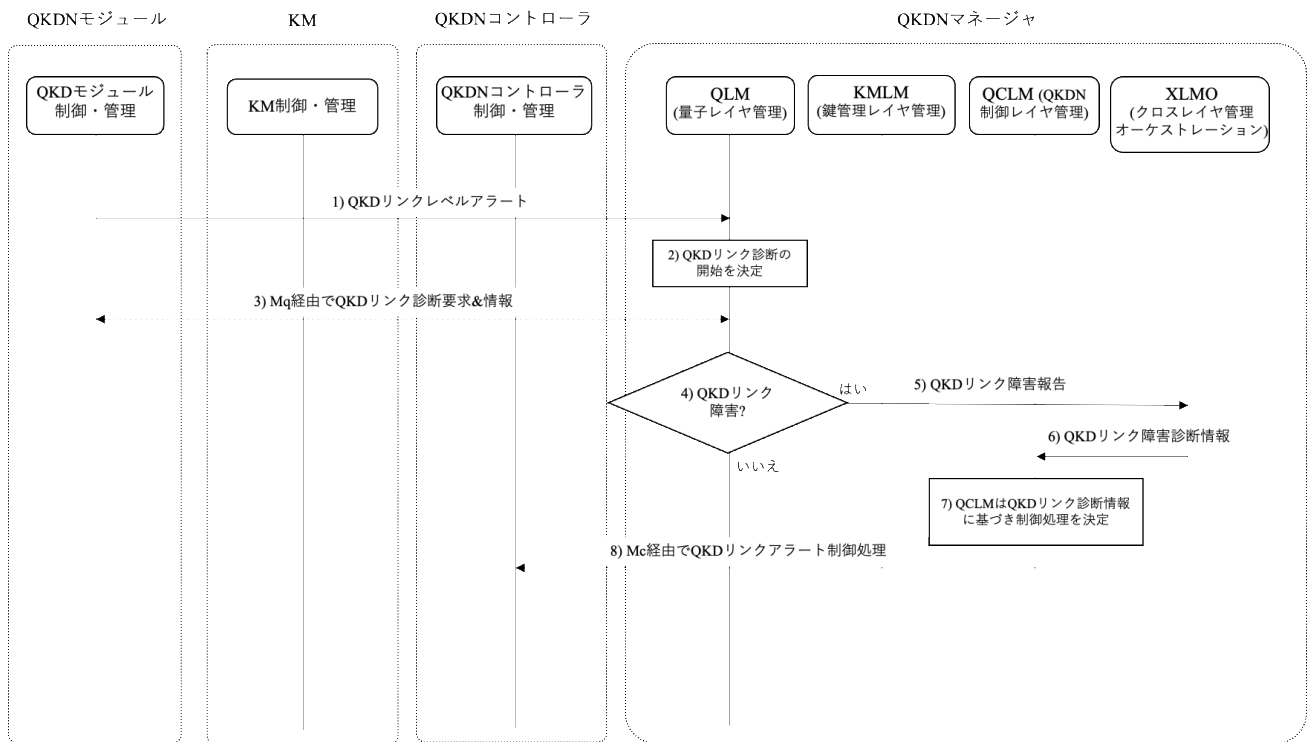 QKDNモジュール
KM
QKDNコントローラ
QKDNマネージャ
QKDモジュール
制御・管理
KM制御・管理
QKDNコントローラ
制御・管理
QLM
(量子レイヤ管理)
KMLM
(鍵管理レイヤ管理)
QCLM (QKDN
制御レイヤ管理)
XLMO
(クロスレイヤ管理
オーケストレーション)
1) QKDリンクレベルアラート
2) QKDリンク診断の
開始を決定
3) Mq経由でQKDリンク診断要求&情報
4) QKDリンク
障害?
はい
5) QKDリンク障害報告
6) QKDリンク障害診断情報
いいえ
7) QCLMはQKDリンク診断情報
に基づき制御処理を決定
8) Mc経由でQKDリンクアラート制御処理